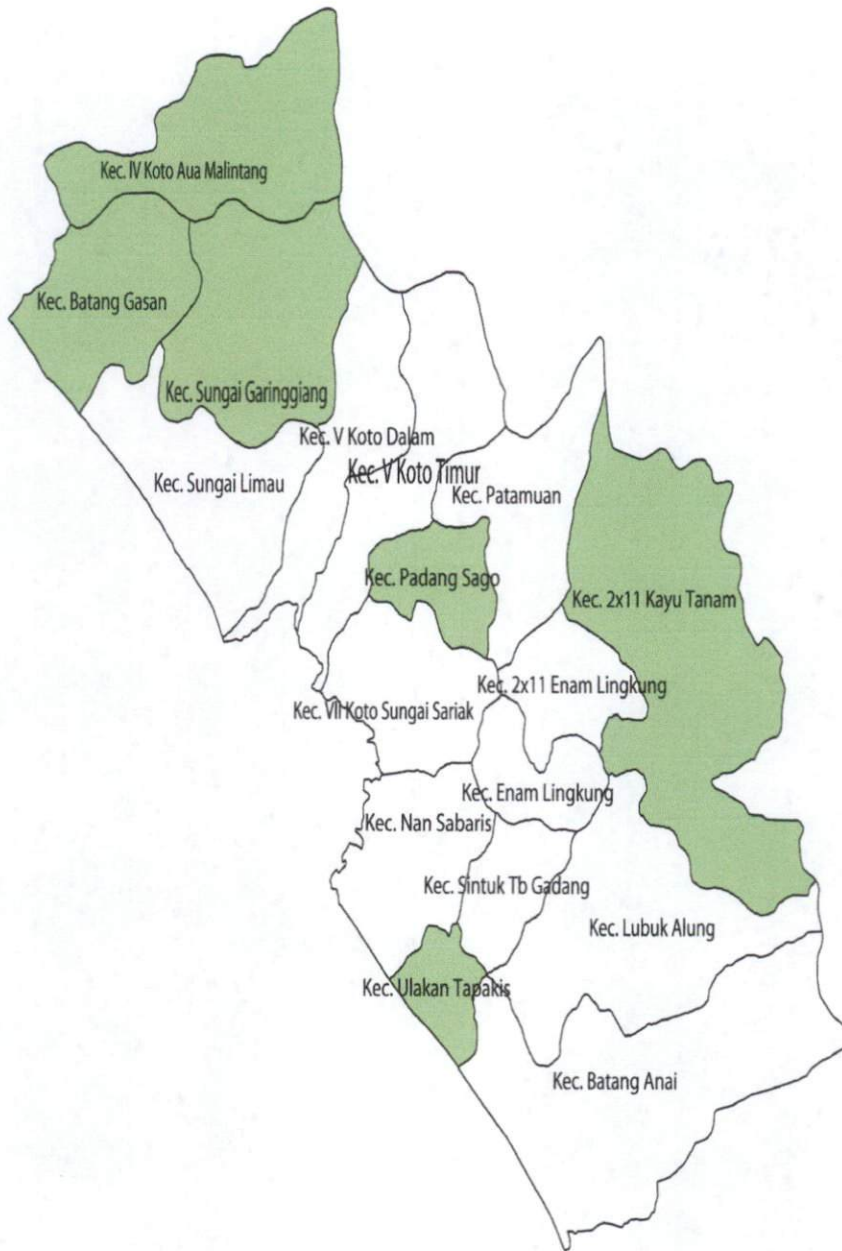 Kec. IV Koto Aua Malintang
Kec. Batang Gasan
Kec. Sungai Garinggiang
Kec. V Koto Dalam
Kec. V Koto Timur
Kec. Sungai Limau
Kec. Patamuan
Kec. Padang Sago
Kec. 2x11 Kayu Tanam
Kec. 2x11 Enam Lingkung
Kec. VII Koto Sungai Sariak
Kec. Enam Lingkung
Kec. Nan Sabaris
Kec. Sintuk Tb Gadang
Kec. Lubuk Alung
Kec. Ulakan Tapakis
Kec. Batang Anai